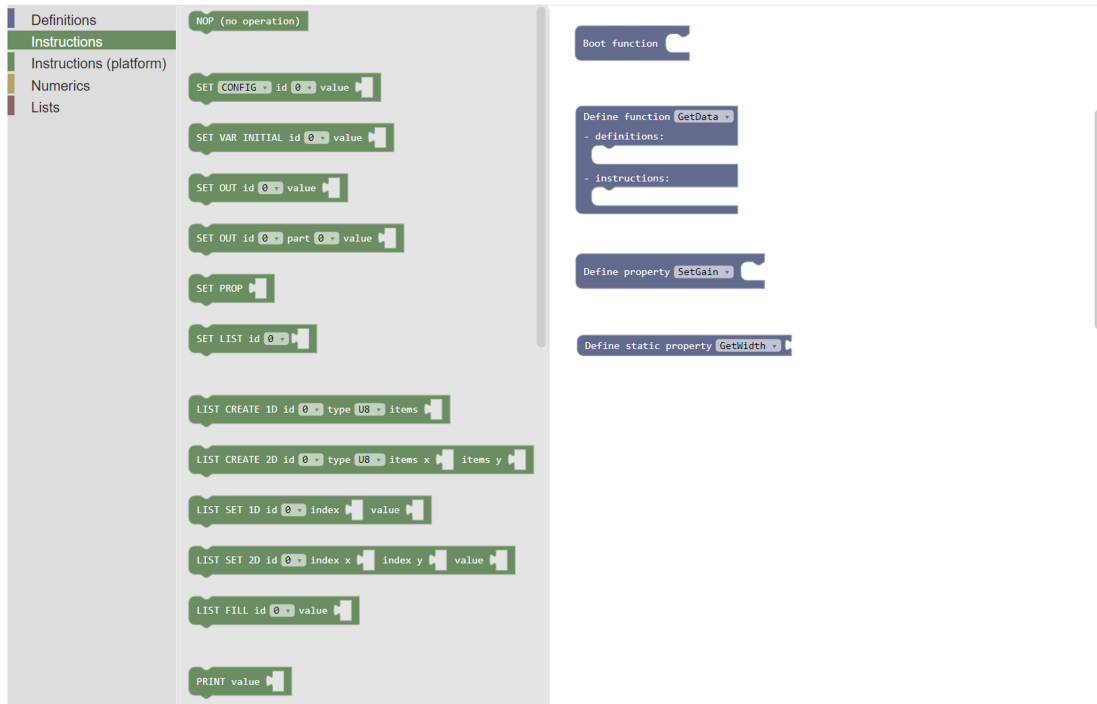 Definitions
Instructions
Instructions (platform)
Numerics
Lists
NOP (no operation)
SET CONFIG id 0 value
SET VAR INITIAL id 0 value
SET OUT id 0 value
SET OUT id 0 part 0 value
SET PROP
SET LIST id 0
LIST CREATE 1D id 0 type U8 items
LIST CREATE 2D id 0 type U8 items x items y
LIST SET 1D id 0 index value
LIST SET 2D id 0 index x index y value
LIST FILL id 0 value
PRINT value
Boot function
Define function GetData
- definitions:
- instructions:
Define property SetGain
Define static property GetWidth